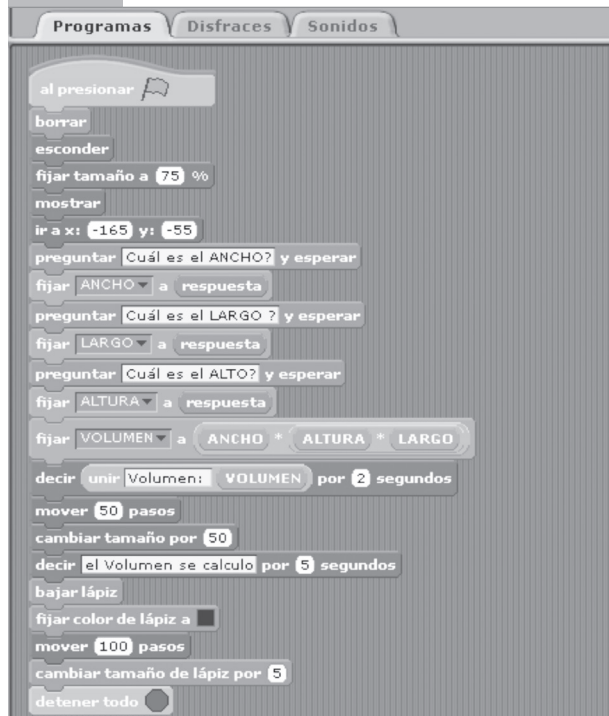 Programas Disfraces Sonidos
al presionar
borrar
esconder
fijar tamaño a 75 %
mostrar
ir a x: -165 y: -55
preguntar Cuál es el ANCHO? y esperar
fijar ANCHO a respuesta
preguntar Cuál es el LARGO ? y esperar
fijar LARGO a respuesta
preguntar Cuál es el ALTO? y esperar
fijar ALTURA a respuesta
fijar VOLUMEN a ANCHO * ALTURA * LARGO
decir unir Volumen: VOLUMEN por 2 segundos
mover 50 pasos
cambiar tamaño por 50
decir el Volumen se calculo por 5 segundos
bajar lápiz
fijar color de lápiz a
mover 100 pasos
cambiar tamaño de lápiz por 5
detener todo